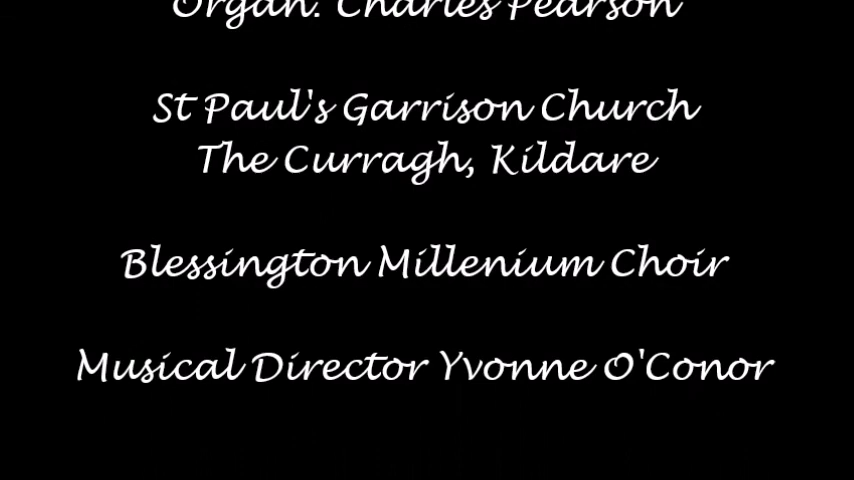 Organ: Charles Pearson
St Paul's Garrison Church
The Curragh, Kildare
Blessington Millenium Choir
Musical Director Yvonne O'Conor